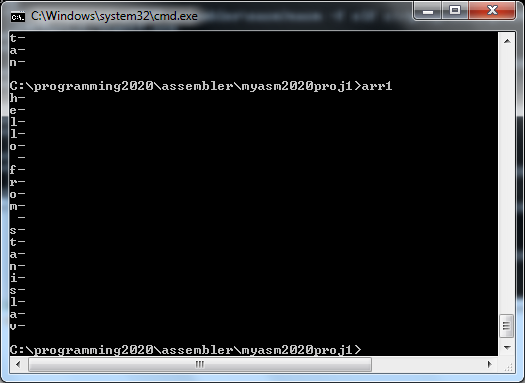 C:\Windows\system32\cmd.exe
t-
a-
n-
C:\programming2020\assembler\myasm2020proj1>arr1
h-
e-
l-
l-
o-
 -
f-
r-
o-
m-
 -
s-
t-
a-
n-
i-
s-
l-
a-
v-
C:\programming2020\assembler\myasm2020proj1>